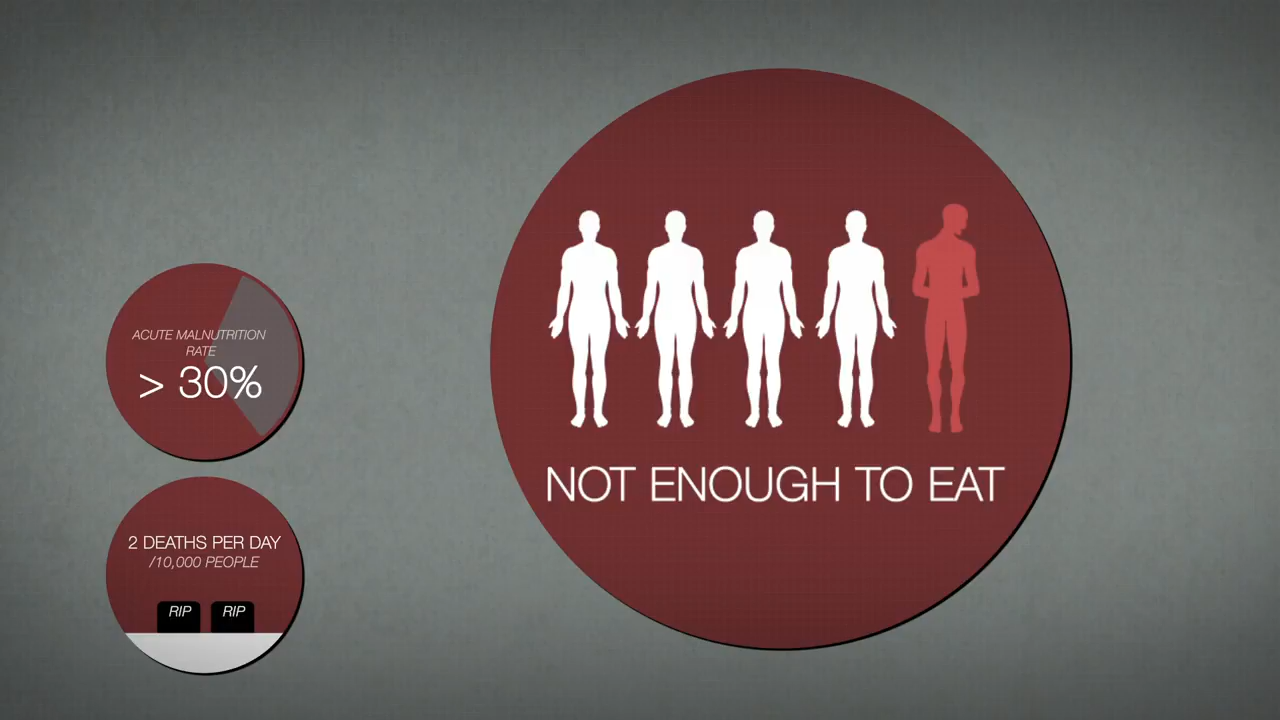 ACUTE MALNUTRITION
RATE
> 30%
2 DEATHS PER DAY
/10,000 PEOPLE
RIP RIP
NOT ENOUGH TO EAT